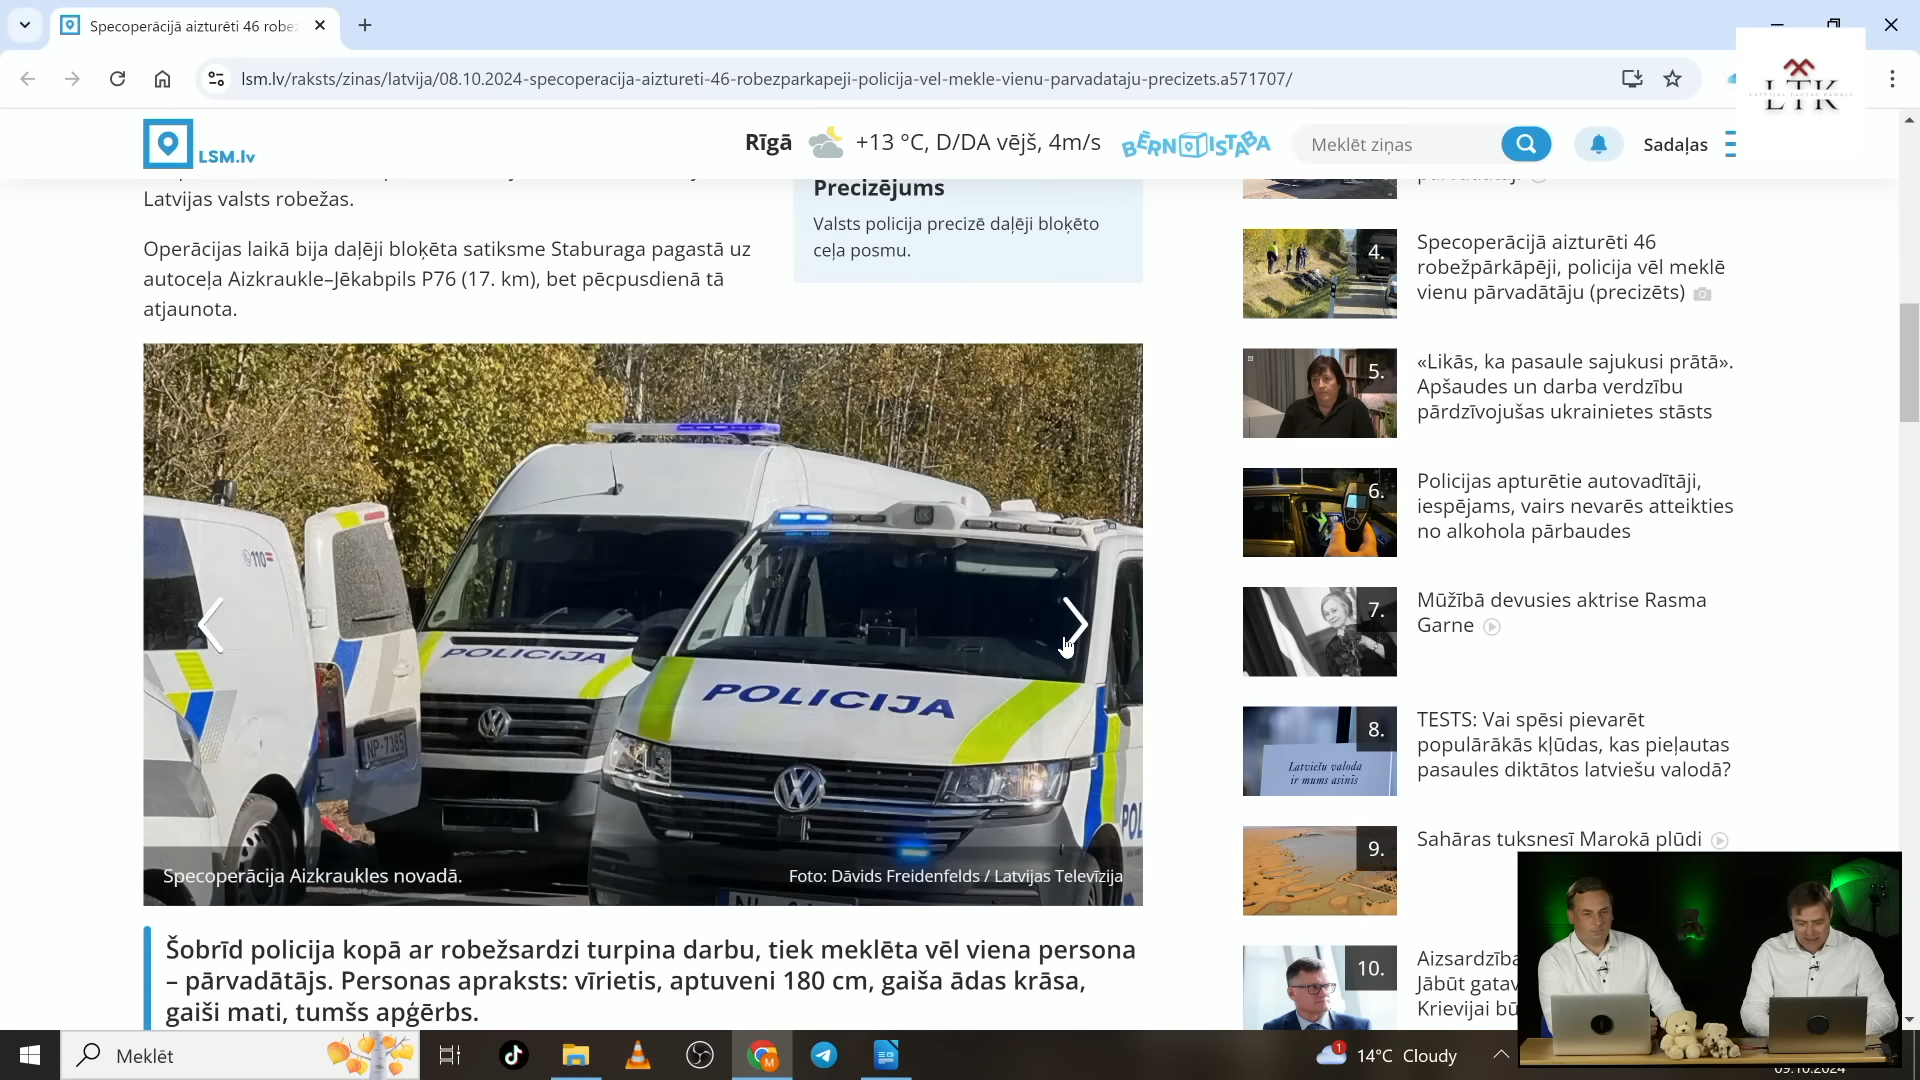 Specoperācijā aizturēti 46 robe
lsm.lv/raksts/zinas/latvija/08.10.2024-specoperacija-aiztureti-46-robezparkapeji-policija-vel-mekle-vienu-parvadataju-precizets.a571707/
LTK
LSM.lv
Rīgā
+13 °C, D/DA vējš, 4m/s
BĒRNISTABA
Meklēt ziņas
Sadaļas
Latvijas valsts robežas.
Operācijas laikā bija daļēji bloķēta satiksme Staburaga pagastā uz
autoceļa Aizkraukle–Jēkabpils P76 (17. km), bet pēcpusdienā tā
atjaunota.
Precizējums
Valsts policija precizē daļēji bloķēto
ceļa posmu.
110
POLICIJA
POLICIJA
NP-7385
Specoperācija Aizkraukles novadā.
Foto: Dāvids Freidenfelds / Latvijas Televīzija
Šobrīd policija kopā ar robežsardzi turpina darbu, tiek meklēta vēl viena persona
– pārvadātājs. Personas apraksts: vīrietis, aptuveni 180 cm, gaiša ādas krāsa,
gaiši mati, tumšs apģērbs.
4.
Specoperācijā aizturēti 46
robežpārkāpēji, policija vēl meklē
vienu pārvadātāju (precizēts)
5.
«Likās, ka pasaule sajukusi prātā».
Apšaudes un darba verdzību
pārdzīvojušas ukrainietes stāsts
6.
Policijas apturētie autovadītāji,
iespējams, vairs nevarēs atteikties
no alkohola pārbaudes
7.
Mūžībā devusies aktrise Rasma
Garne
8.
Latviešu valoda
ir mums asinīs
TESTS: Vai spēsi pievarēt
populārākās kļūdas, kas pieļautas
pasaules diktātos latviešu valodā?
9.
Sahāras tuksnesī Marokā plūdi
10.
Jābūt gatav
Krievijai bū
Meklēt
14°C Cloudy
09.10.2024